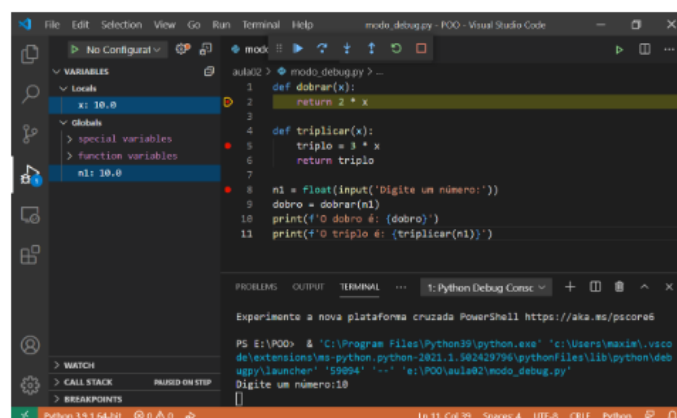 File Edit Selection View Go Run Terminal Help modo_debug.py - POO - Visual Studio Code
No Configurat
VARIABLES
Locals
x: 10.0
Globals
special variables
function variables
n1: 10.0
WATCH
CALL STACK PAUSED ON STEP
BREAKPOINTS
aula02 > modo_debug.py > ...
1 def dobrar(x):
2 return 2 * x
3
4 def triplicar(x):
5 triplo = 3 * x
6 return triplo
7
8 n1 = float(input('Digite um número:'))
9 dobro = dobrar(n1)
10 print(f'O dobro é: {dobro}')
11 print(f'O triplo é: {triplicar(n1)}')
PROBLEMS OUTPUT TERMINAL ... 1: Python Debug Consc
Experimente a nova plataforma cruzada PowerShell https://aka.ms/pscore6
PS E:\POO> & 'C:\Program Files\Python39\python.exe' 'c:\Users\maxim\.vsco
de\extensions\ms-python.python-2021.1.502429796\pythonFiles\lib\python\deb
ugpy\launcher' '59094' '--' 'e:\POO\aula02\modo_debug.py'
Digite um número:10
Python 3.9.1 64-bit 0 0 Ln 11, Col 39 Spaces: 4 UTF-8 CRLF Python